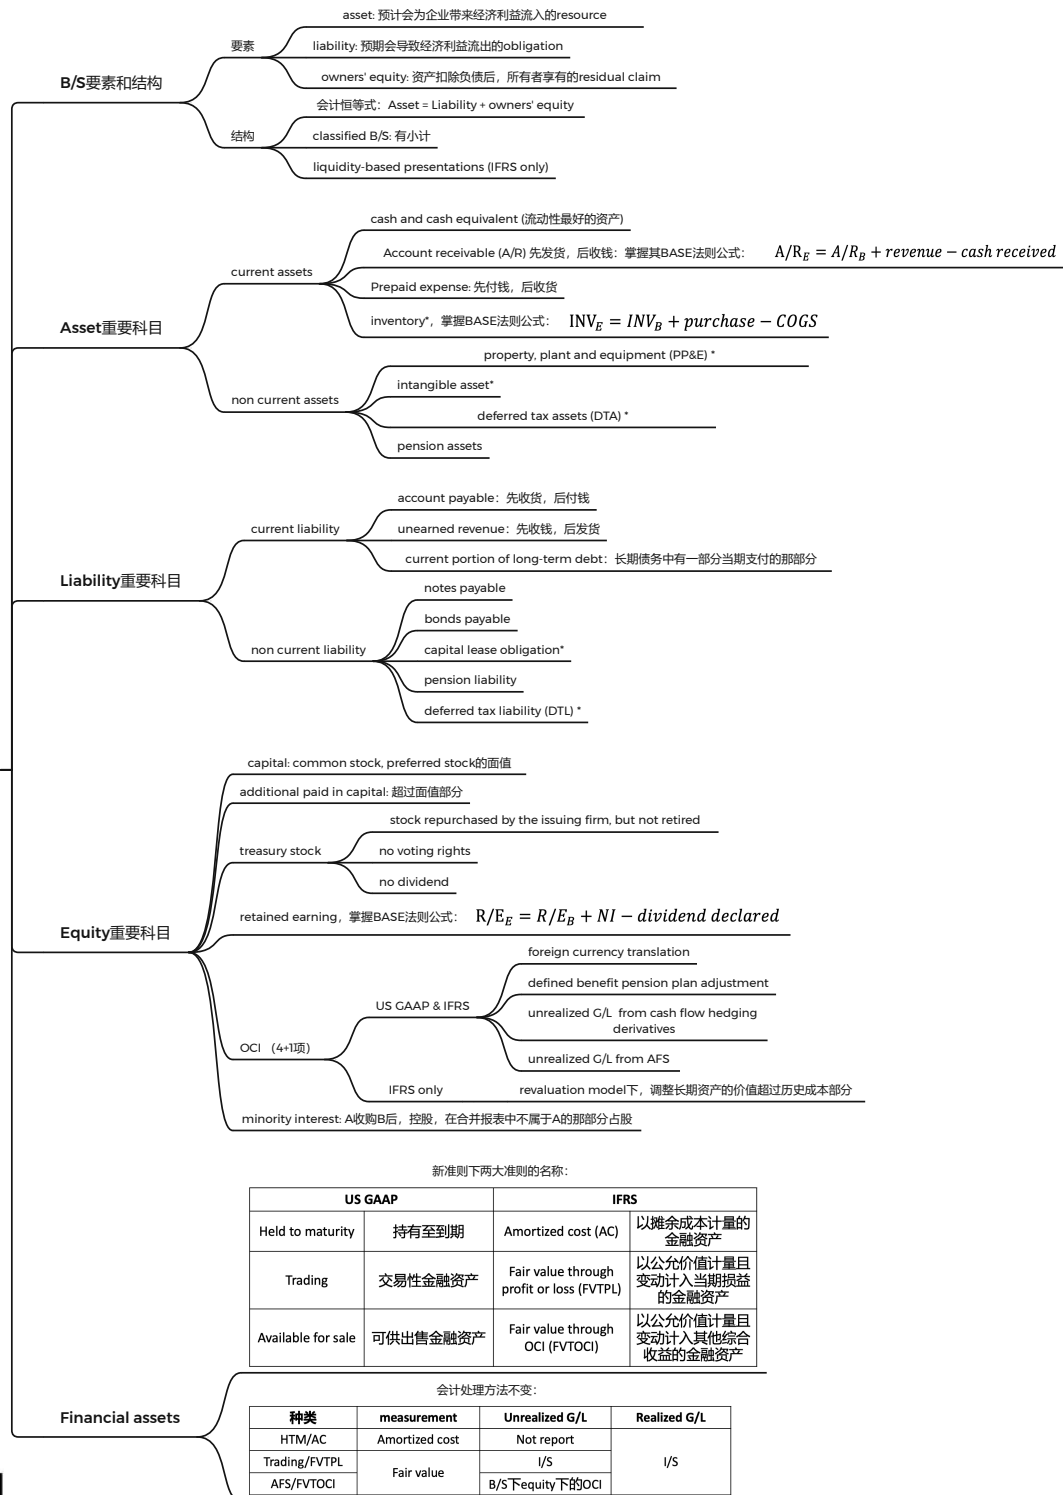 asset: 预计会为企业带来经济利益流入的resource
要素
liability: 预期会导致经济利益流出的obligation
owners' equity: 资产扣除负债后，所有者享有的residual claim
B/S要素和结构
会计恒等式：Asset = Liability + owners' equity
结构
classified B/S: 有小计
liquidity-based presentations (IFRS only)
cash and cash equivalent (流动性最好的资产)
Account receivable (A/R) 先发货，后收钱：掌握其BASE法则公式： A/R_E = A/R_B + revenue − cash received
current assets
Prepaid expense: 先付钱，后收货
inventory*，掌握BASE法则公式： INV_E = INV_B + purchase − COGS
Asset重要科目
property, plant and equipment (PP&E) *
intangible asset*
non current assets
deferred tax assets (DTA) *
pension assets
account payable：先收货，后付钱
current liability
unearned revenue：先收钱，后发货
current portion of long-term debt：长期债务中有一部分当期支付的那部分
Liability重要科目
notes payable
bonds payable
non current liability
capital lease obligation*
pension liability
deferred tax liability (DTL) *
capital: common stock, preferred stock的面值
additional paid in capital: 超过面值部分
stock repurchased by the issuing firm, but not retired
treasury stock
no voting rights
no dividend
retained earning，掌握BASE法则公式： R/E_E = R/E_B + NI − dividend declared
Equity重要科目
foreign currency translation
defined benefit pension plan adjustment
US GAAP & IFRS
unrealized G/L from cash flow hedging
derivatives
OCI （4+1项）
unrealized G/L from AFS
IFRS only
revaluation model下，调整长期资产的价值超过历史成本部分
minority interest: A收购B后，控股，在合并报表中不属于A的那部分占股
新准则下两大准则的名称：
US GAAP IFRS
Held to maturity 持有至到期 Amortized cost (AC) 以摊余成本计量的
金融资产
Trading 交易性金融资产 Fair value through
profit or loss (FVTPL) 以公允价值计量且
变动计入当期损益
的金融资产
Available for sale 可供出售金融资产 Fair value through
OCI (FVTOCI) 以公允价值计量且
变动计入其他综合
收益的金融资产
Financial assets
会计处理方法不变：
种类 measurement Unrealized G/L Realized G/L
HTM/AC Amortized cost Not report
Trading/FVTPL Fair value I/S I/S
AFS/FVTOCI B/S下equity下的OCI